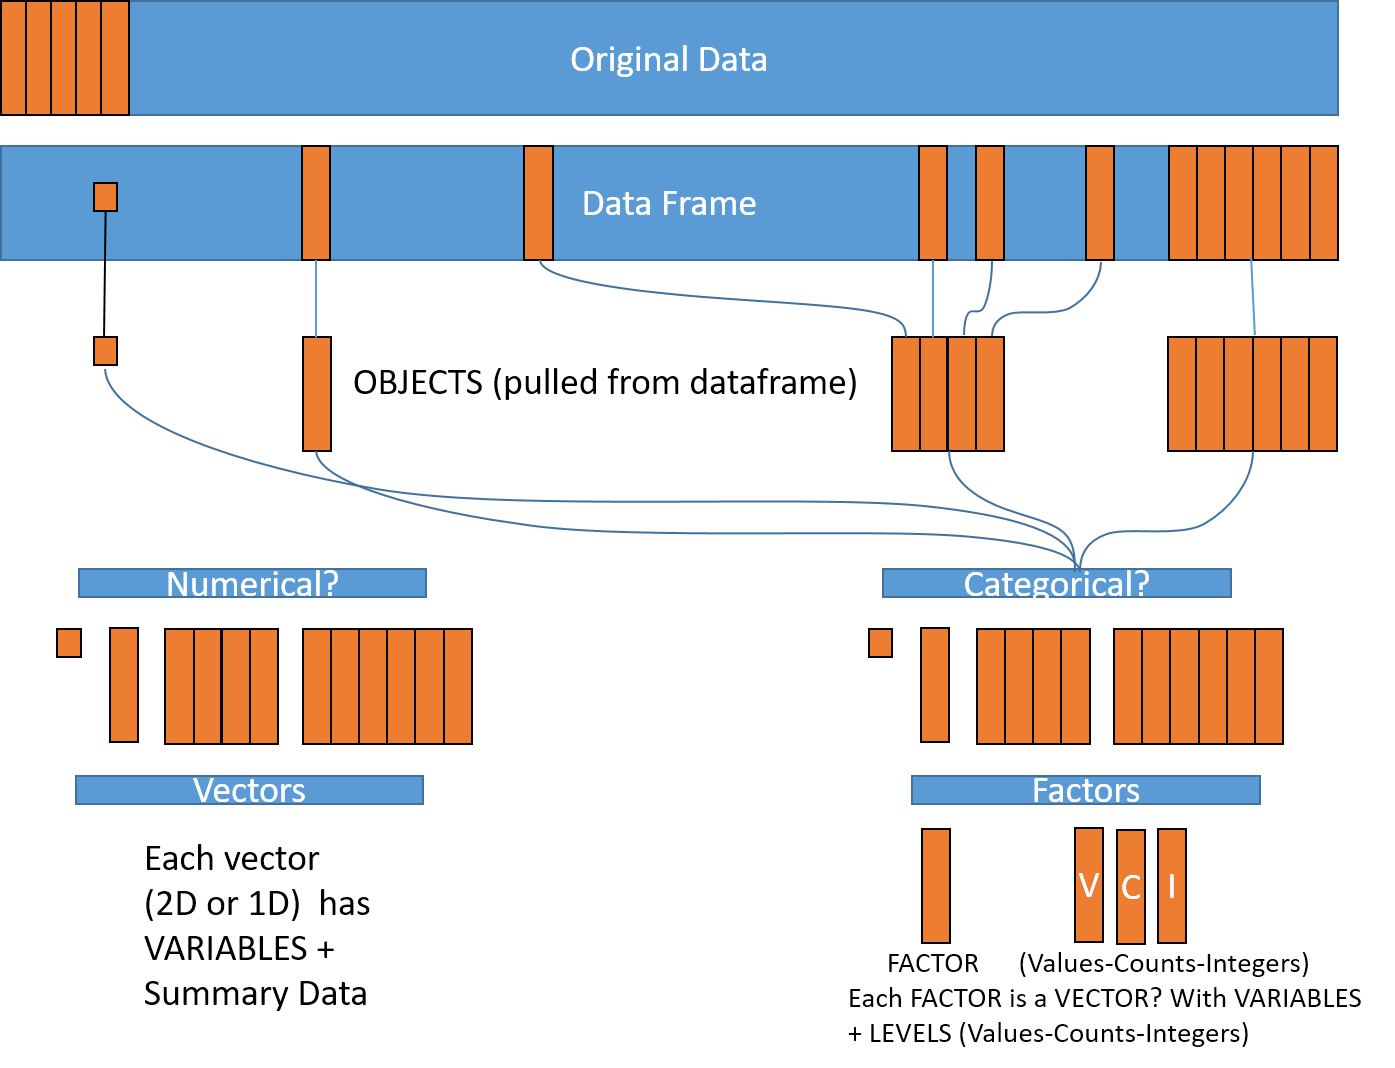 Original Data
Data Frame
OBJECTS (pulled from dataframe)
Numerical?
Categorical?
Vectors
Factors
Each vector
(2D or 1D) has
VARIABLES +
Summary Data
V C I
FACTOR (Values-Counts-Integers)
Each FACTOR is a VECTOR? With VARIABLES
+ LEVELS (Values-Counts-Integers)